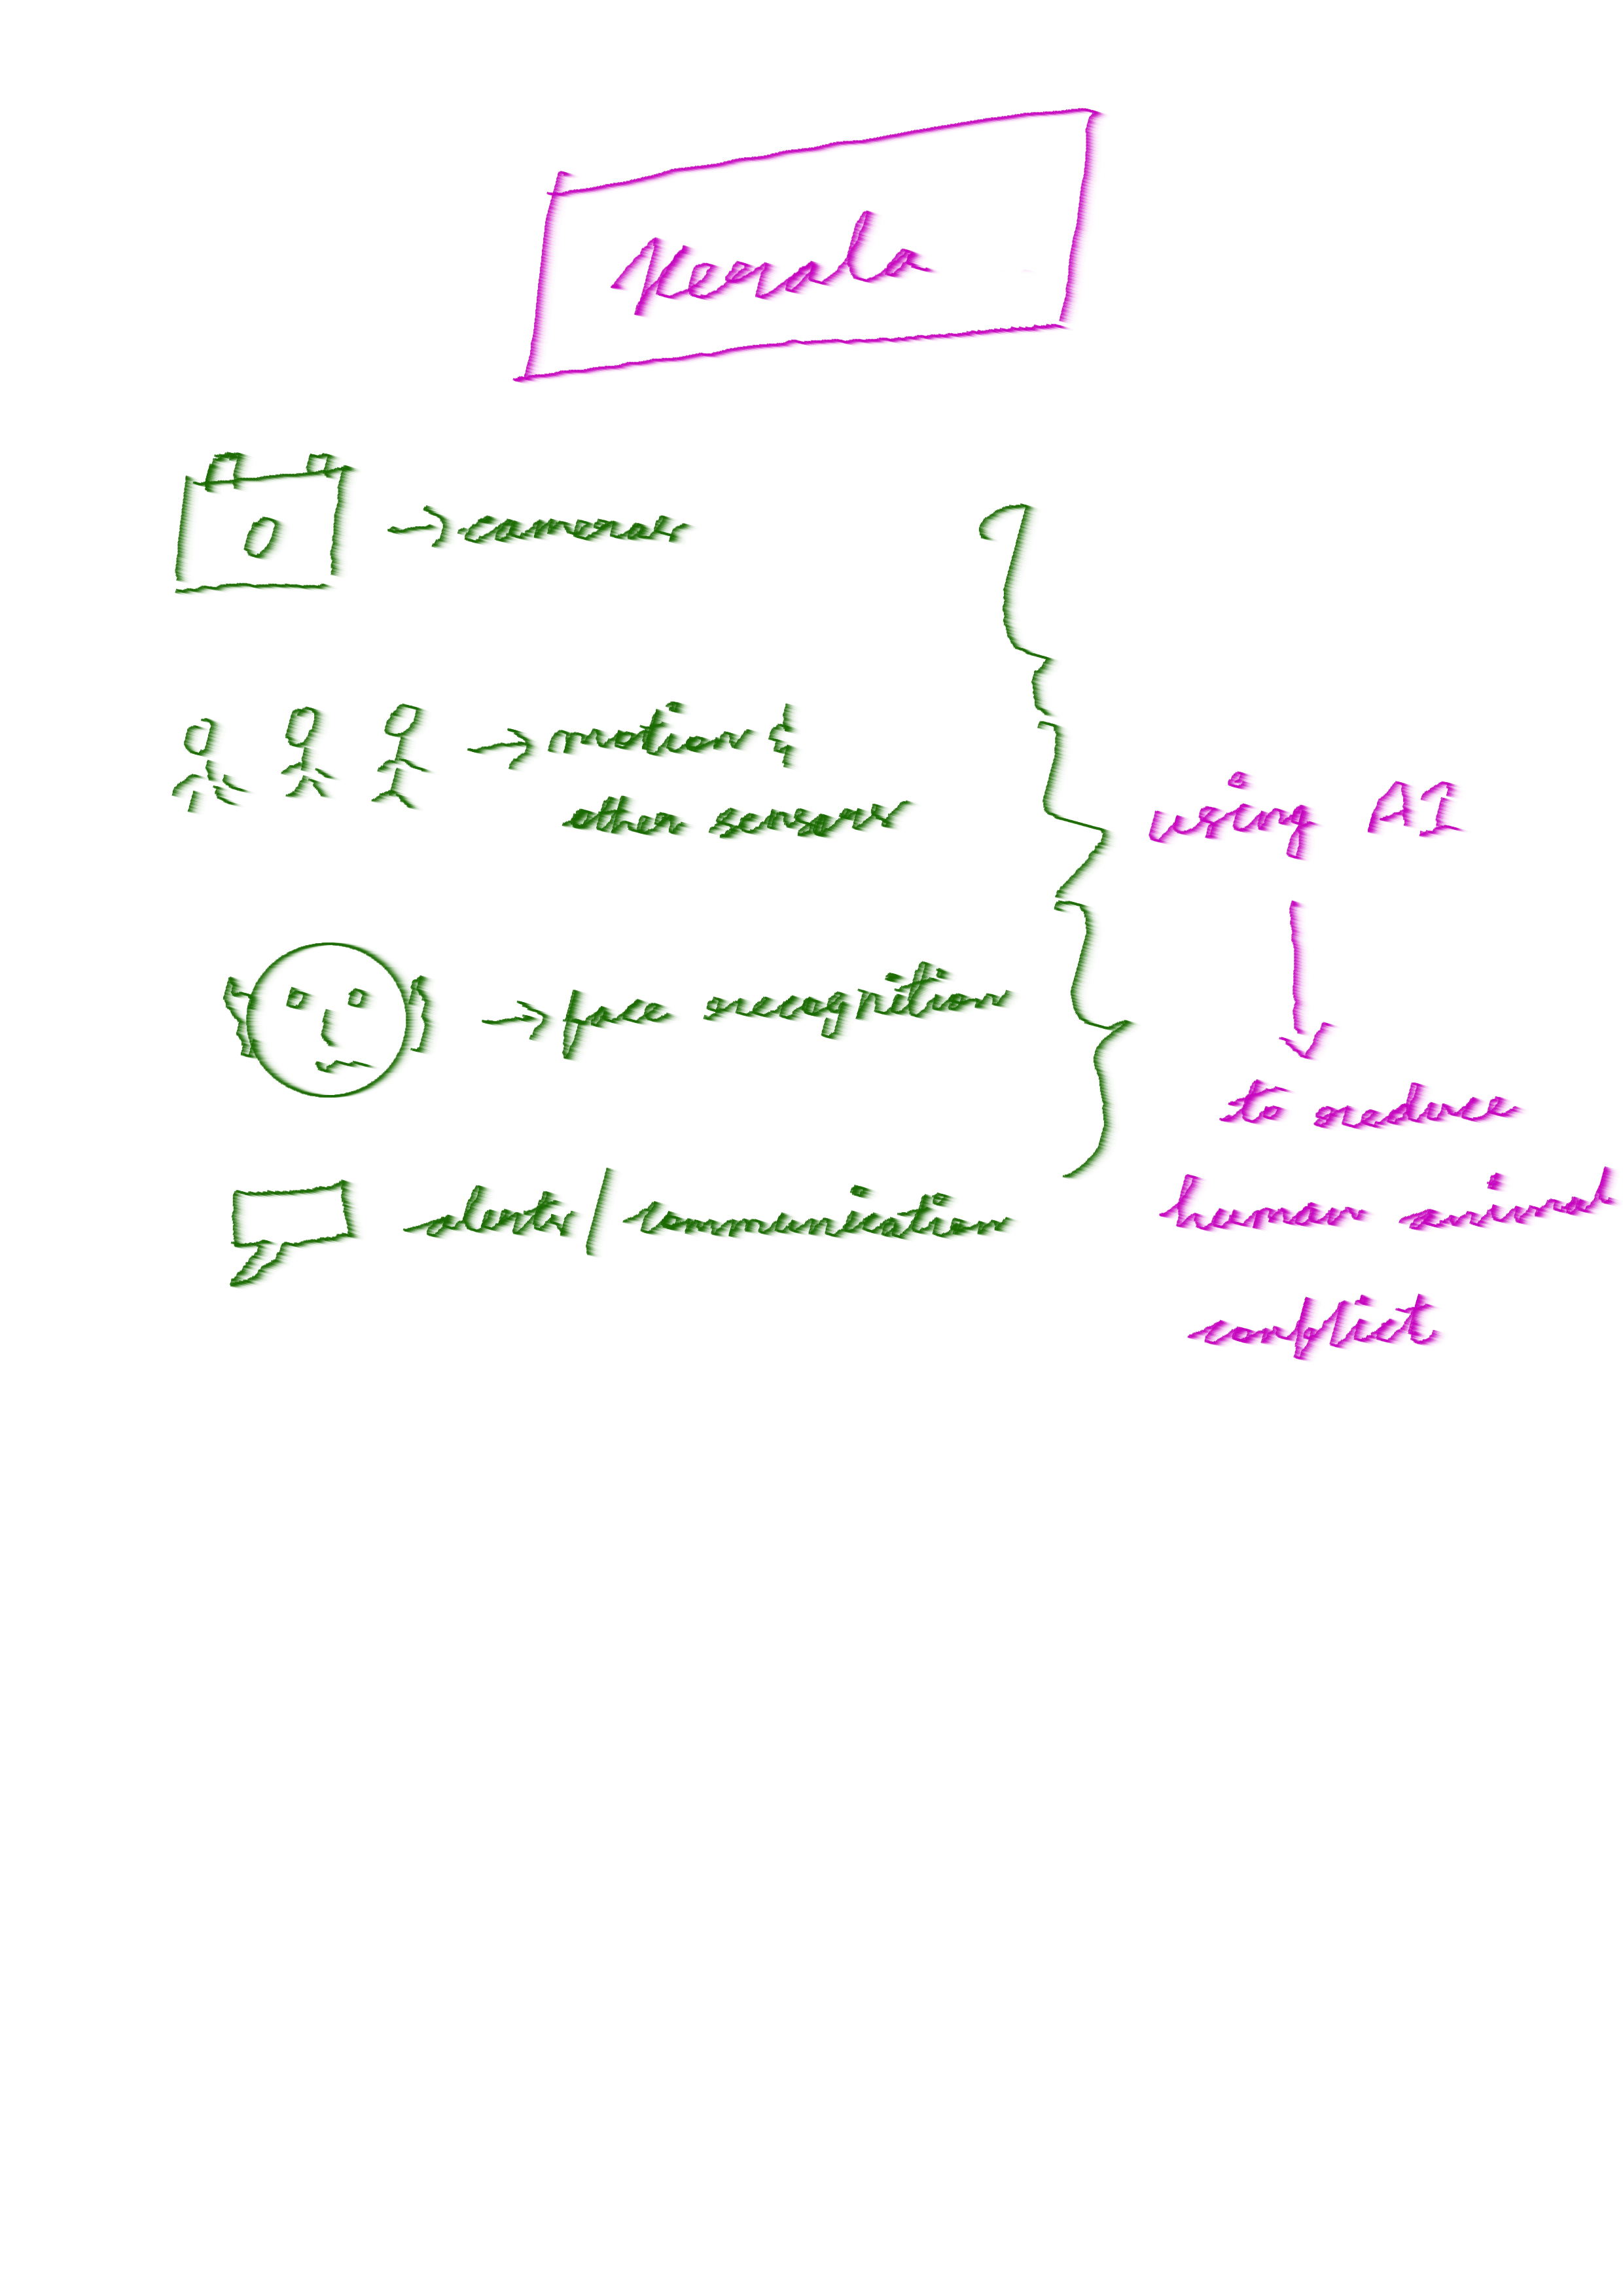 Kerala
→ cameras
→ motion &
other sensors
using AI
→ face recognition
to reduce
alerts/communication
human animal
conflict